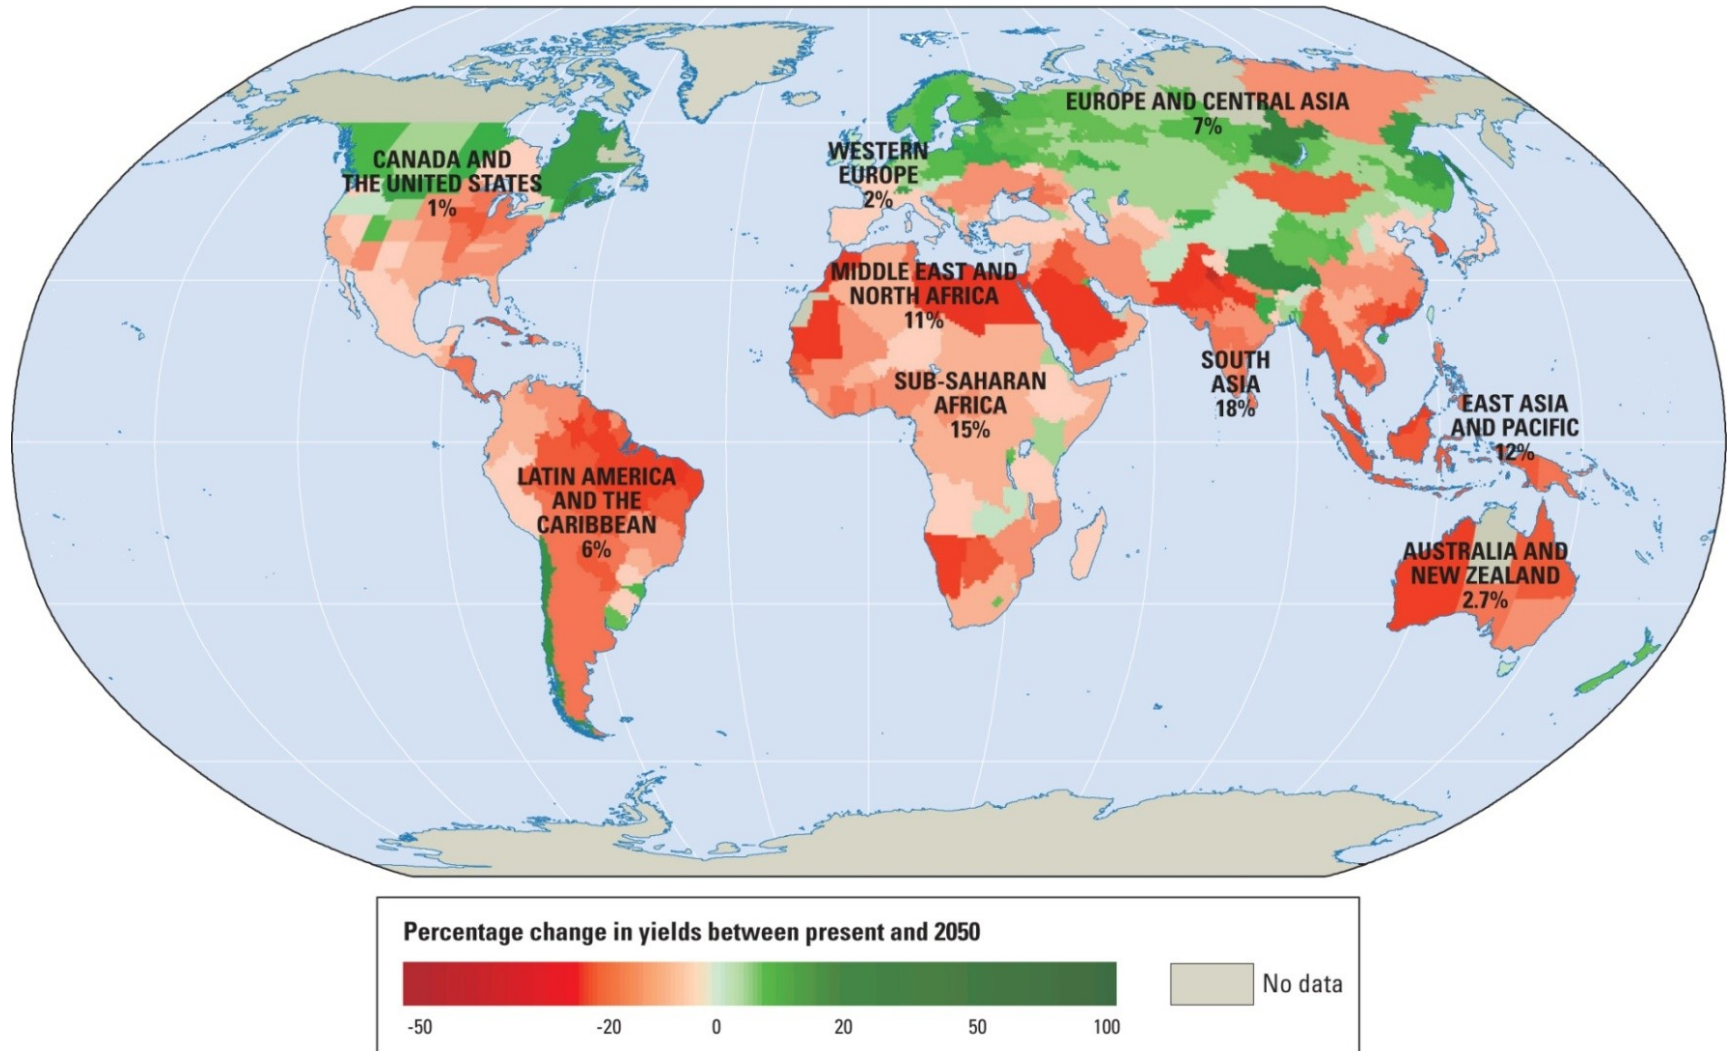 EUROPE AND CENTRAL ASIA
7%
CANADA AND
THE UNITED STATES
1%
WESTERN
EUROPE
2%
MIDDLE EAST AND
NORTH AFRICA
11%
SUB-SAHARAN
AFRICA
15%
SOUTH
ASIA
18%
EAST ASIA
AND PACIFIC
12%
LATIN AMERICA
AND THE
CARIBBEAN
6%
AUSTRALIA AND
NEW ZEALAND
2.7%
Percentage change in yields between present and 2050
No data
-50 -20 0 20 50 100